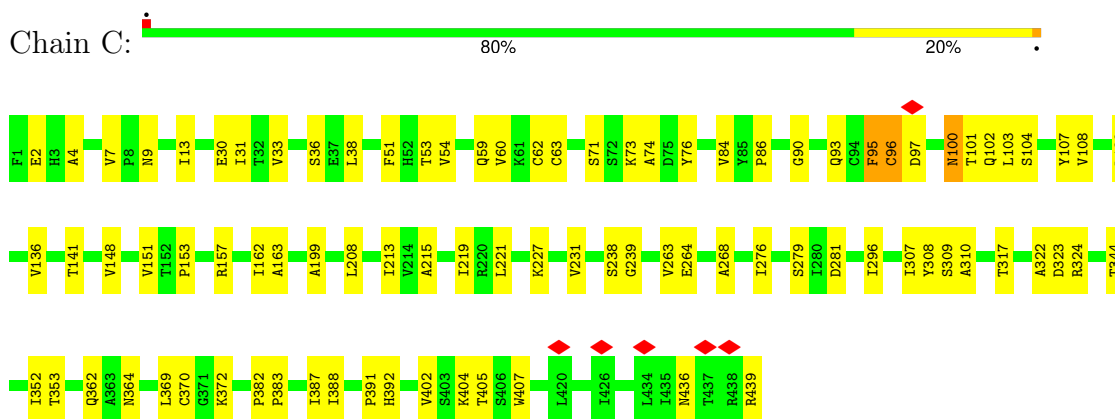 Chain C:
80% 20%
F1 E2 H3 A4 V7 P8 N9 I13 E30 I31 T32 V33 S36 E37 L38 F51 H52 T53 V54 Q59 V60 K61 C62 C63 S71 S72 K73 A74 D75 Y76 V84 Y85 P86 G90 Q93 C94 F95 C96 D97 N100 T101 Q102 L103 S104 Y107 V108
V136 T141 V148 V151 T152 P153 R157 I162 A163 A199 L208 I213 V214 A215 I219 R220 L221 K227 V231 S238 G239 V263 E264 A268 I276 S279 I280 D281 I296 I307 Y308 S309 A310 T317 A322 D323 R324 T344
I352 T353 Q362 A363 N364 L369 C370 G371 K372 P382 P383 I387 I388 P391 H392 V402 S403 K404 T405 S406 W407 L420 I426 L434 I435 N436 T437 R438 R439